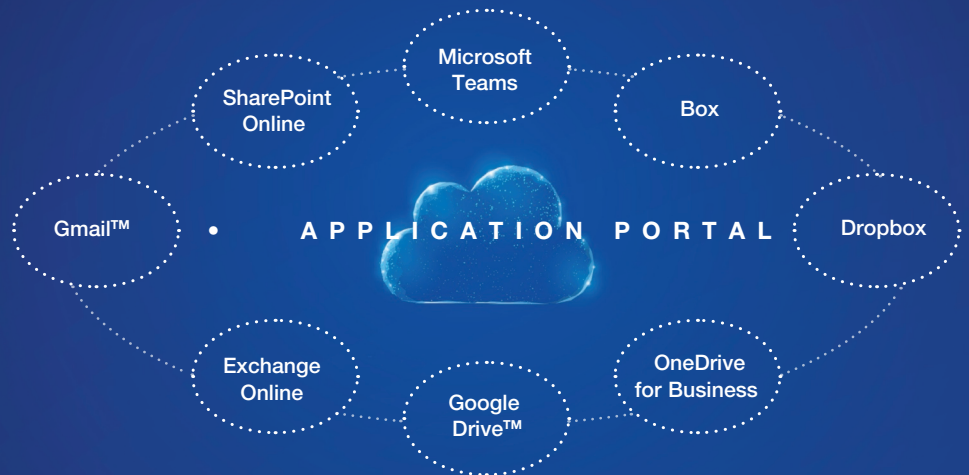 Microsoft
Teams
SharePoint
Online
Box
Gmail™
• APPLICATION PORTAL
Dropbox
Exchange
Online
Google
Drive™
OneDrive
for Business